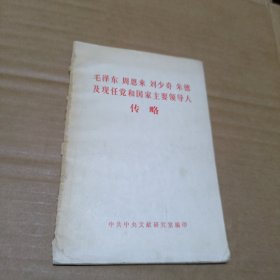 毛泽东 周恩来 刘少奇 朱德
及现任党和国家主要领导人
传略
中共中央文献研究室编印